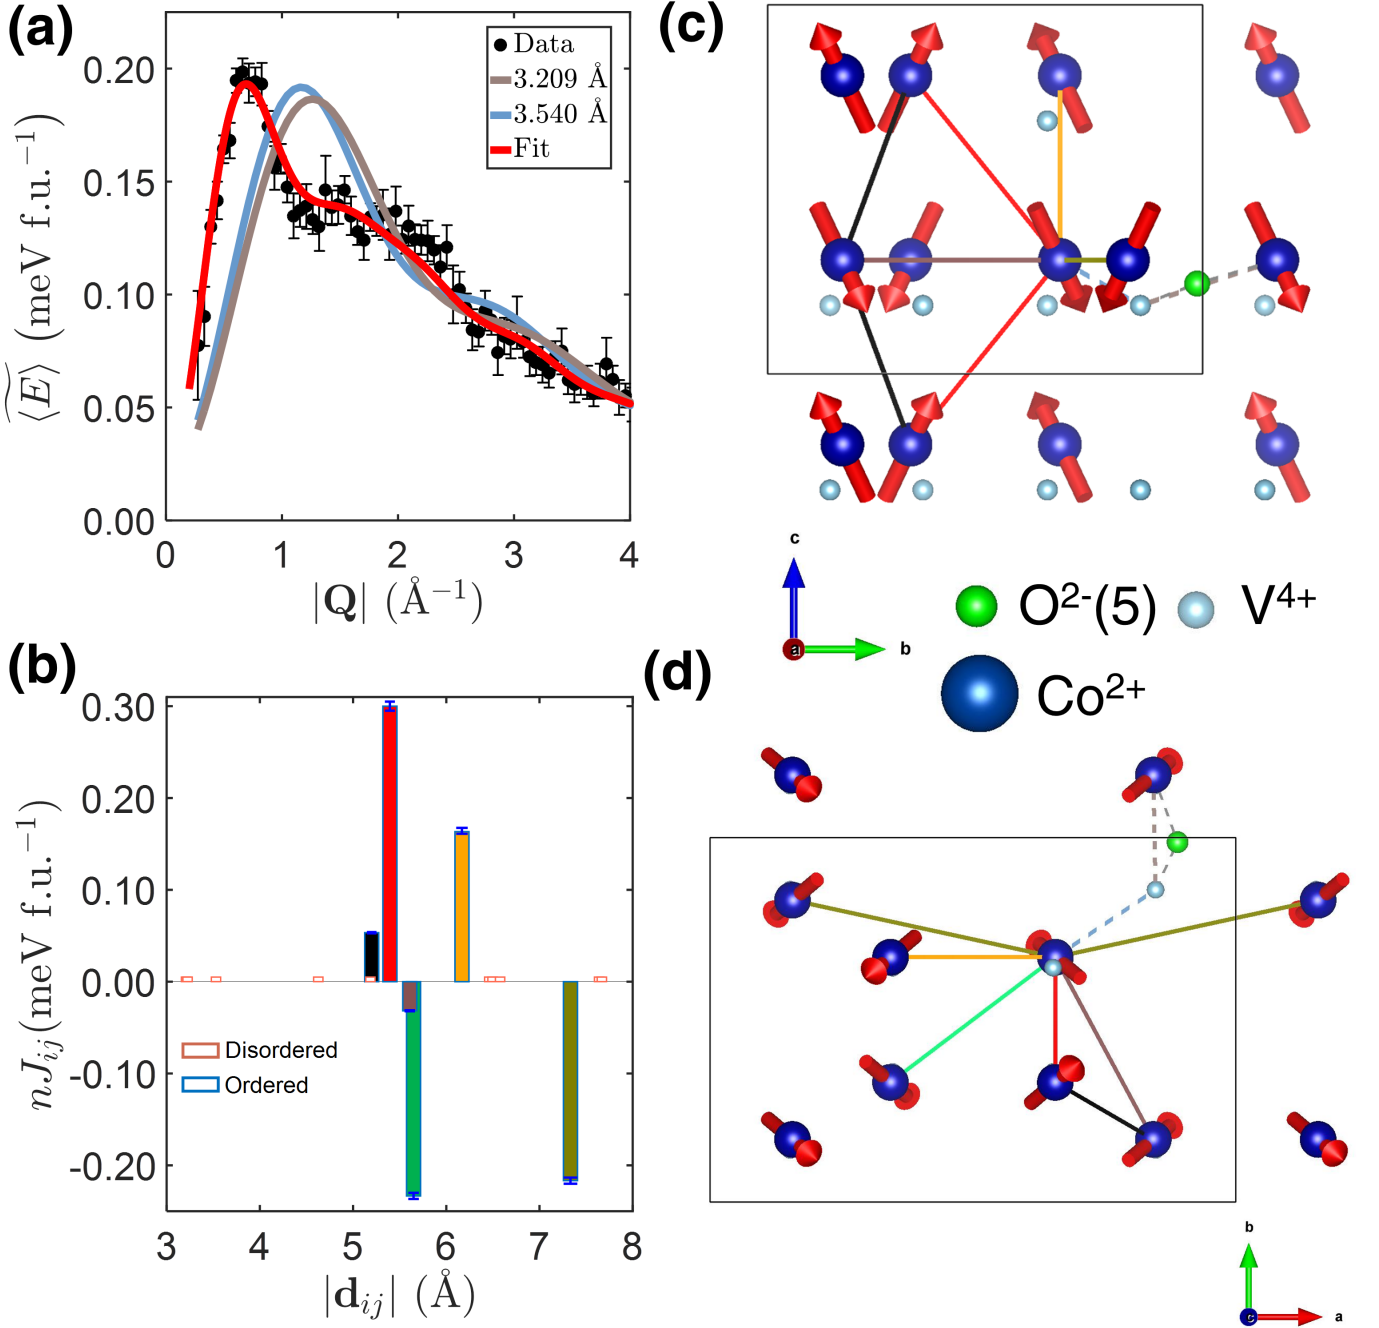 (a)
0.20
0.15
0.10
0.05
0.00
0
1
2
3
4
⟨E⟩~ (meV f.u.⁻¹)
|Q| (Å⁻¹)
Data
3.209 Å
3.540 Å
Fit
(c)
c
a
b
O²⁻(5)
V⁴⁺
Co²⁺
(b)
0.30
0.20
0.10
0.00
-0.10
-0.20
3
4
5
6
7
8
nJij(meV f.u.⁻¹)
|dij| (Å)
Disordered
Ordered
(d)
b
c
a